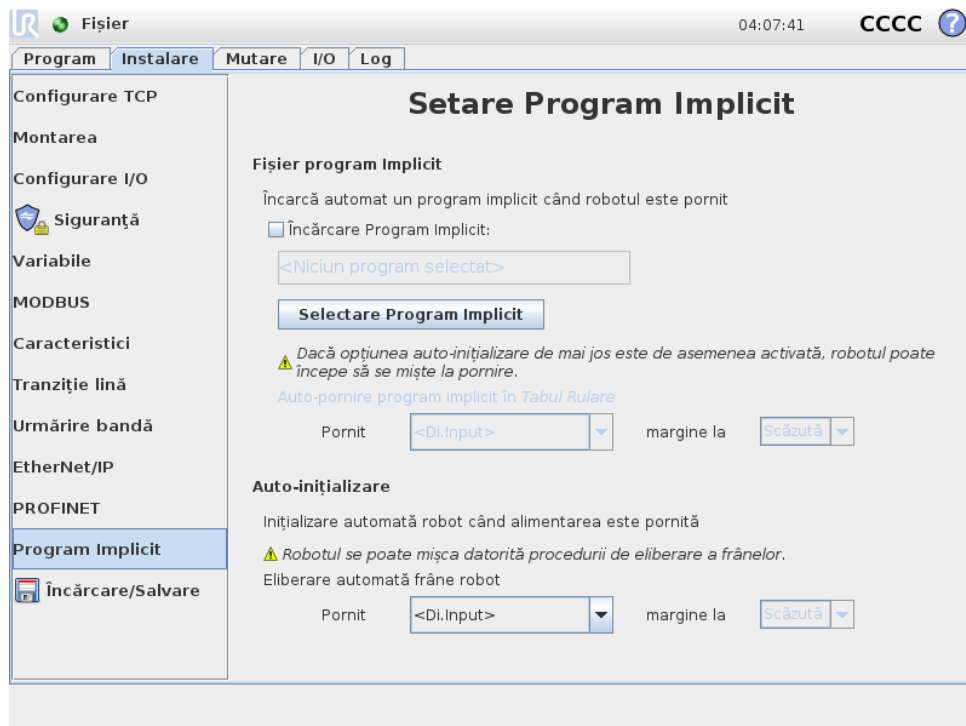 UR Fișier 04:07:41 CCCC ?
Program Instalare Mutare I/O Log
Configurare TCP
Montarea
Configurare I/O
Siguranță
Variabile
MODBUS
Caracteristici
Tranziție lină
Urmărire bandă
EtherNet/IP
PROFINET
Program Implicit
Încărcare/Salvare
Setare Program Implicit
Fișier program Implicit
Încarcă automat un program implicit când robotul este pornit
Încărcare Program Implicit:
<Niciun program selectat>
Selectare Program Implicit
Dacă opțiunea auto-inițializare de mai jos este de asemenea activată, robotul poate
începe să se miște la pornire.
Auto-pornire program implicit în Tabul Rulare
Pornit <Di.Input> margine la Scăzută
Auto-inițializare
Inițializare automată robot când alimentarea este pornită
Robotul se poate mișca datorită procedurii de eliberare a frânelor.
Eliberare automată frâne robot
Pornit <Di.Input> margine la Scăzută